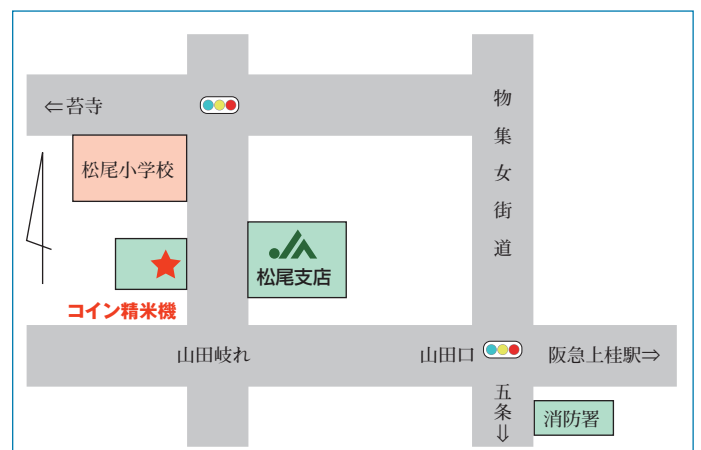 ⇐苔寺
物集女街道
松尾小学校
JA
松尾支店
コイン精米機
山田岐れ
山田口
阪急上桂駅⇒
五条⇓
消防署